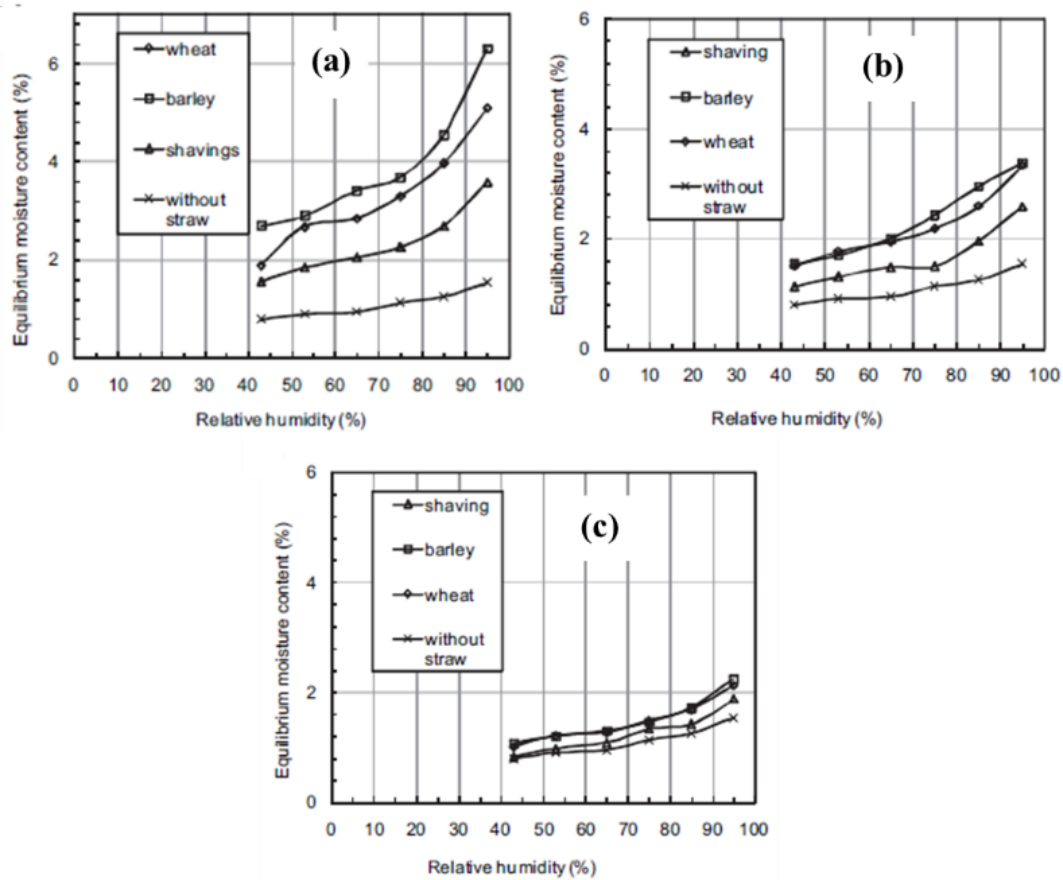 (a)
Equilibrium moisture content (%)
6
4
2
0
wheat
barley
shavings
without
straw
0 10 20 30 40 50 60 70 80 90 100
Relative humidity (%)
(b)
Equilibrium moisture content (%)
6
4
2
0
shaving
barley
wheat
without
straw
0 10 20 30 40 50 60 70 80 90 100
Relative humidity (%)
(c)
Equilibrium moisture content (%)
6
4
2
0
shaving
barley
wheat
without
straw
0 10 20 30 40 50 60 70 80 90 100
Relative humidity (%)